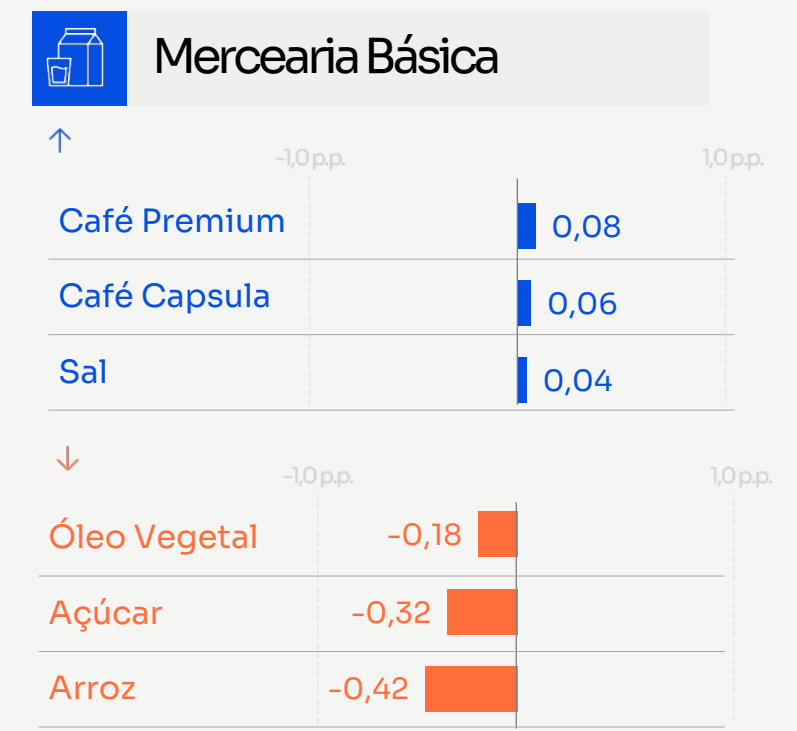 Mercearia Básica
↑
-1,0 p.p. 1,0 p.p.
Café Premium 0,08
Café Capsula 0,06
Sal 0,04
↓
-1,0 p.p. 1,0 p.p.
Óleo Vegetal -0,18
Açúcar -0,32
Arroz -0,42